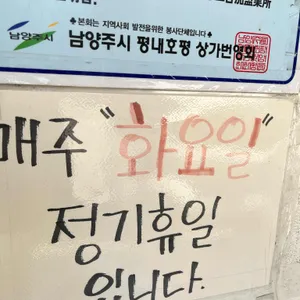 ◆본회는 지역사회 발전을위한 봉사단체입니다◆
남양주시
남양주시 평내호평 상가번영회
매주 "화요일"
정기휴일
입니다.